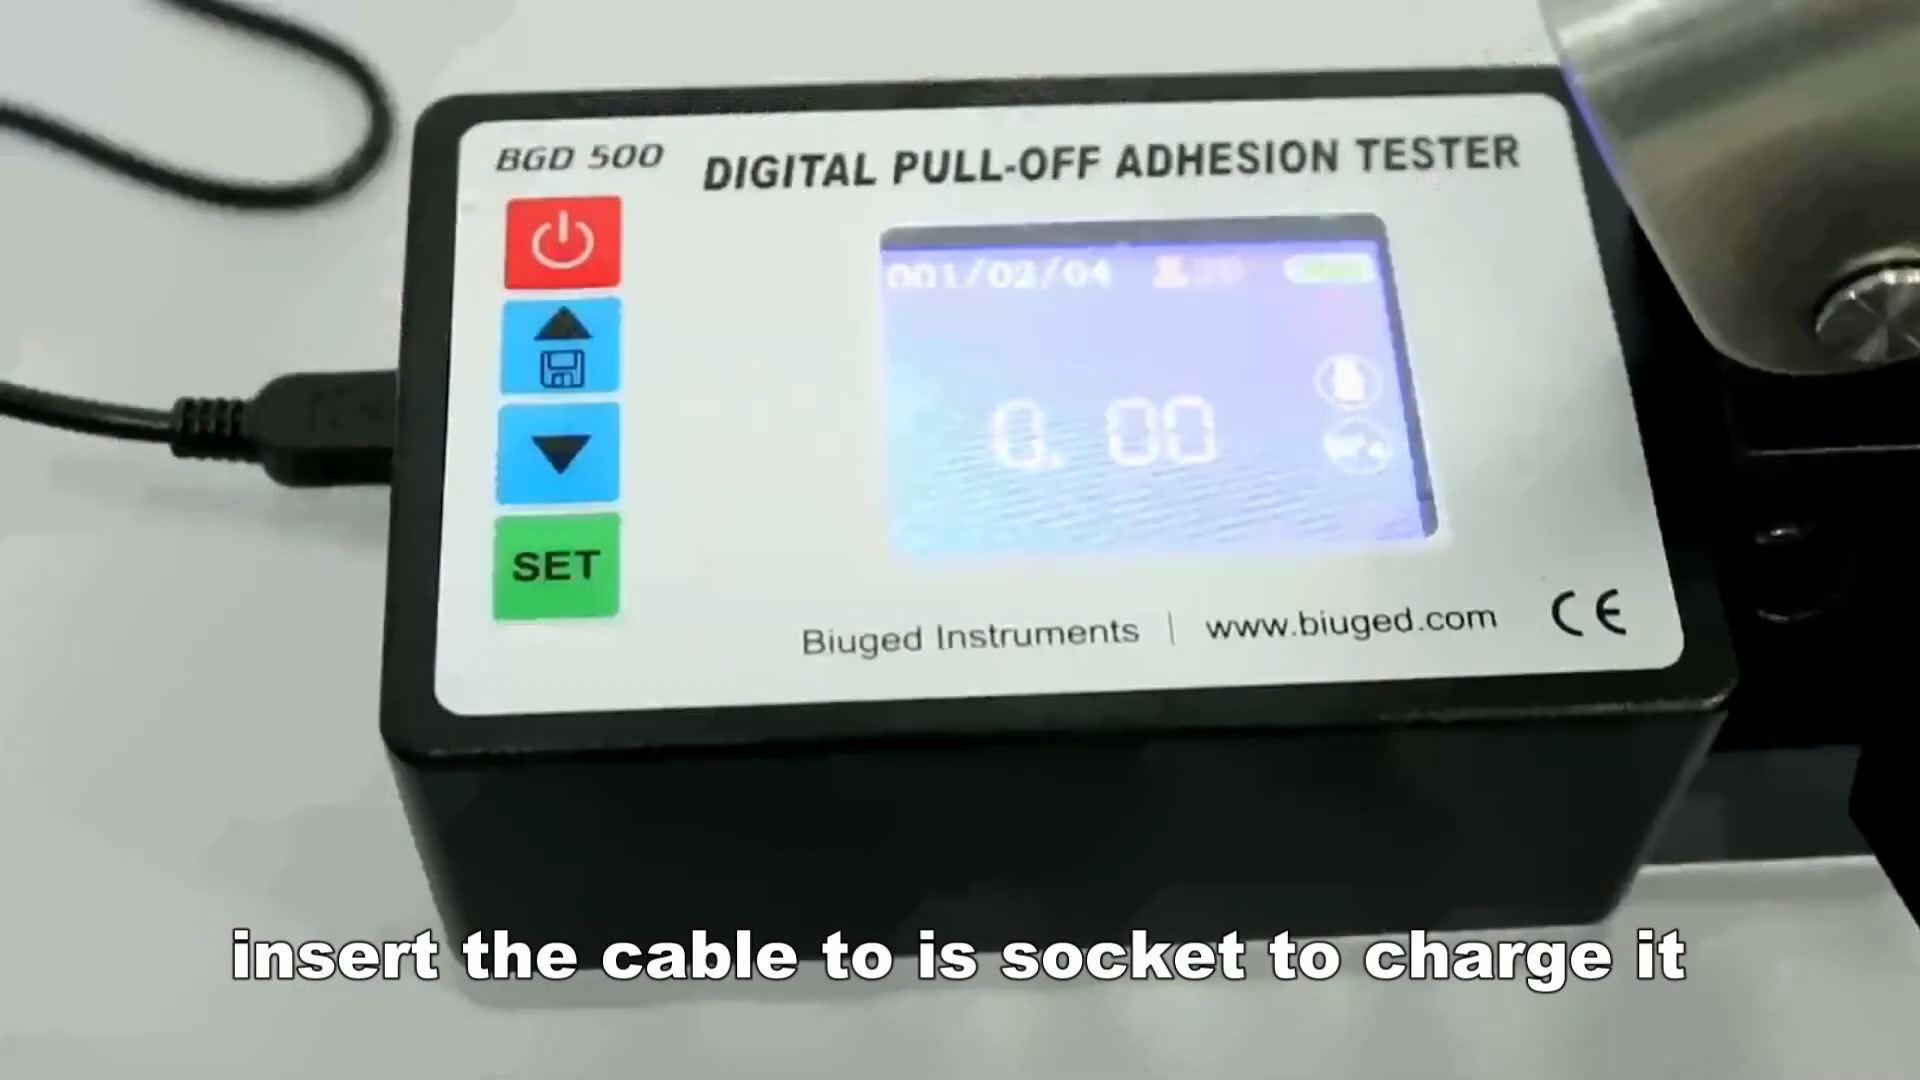 BGD 500
DIGITAL PULL-OFF ADHESION TESTER
001/02/04
0.00
SET
Biuged Instruments | www.biuged.com CE
insert the cable to is socket to charge it